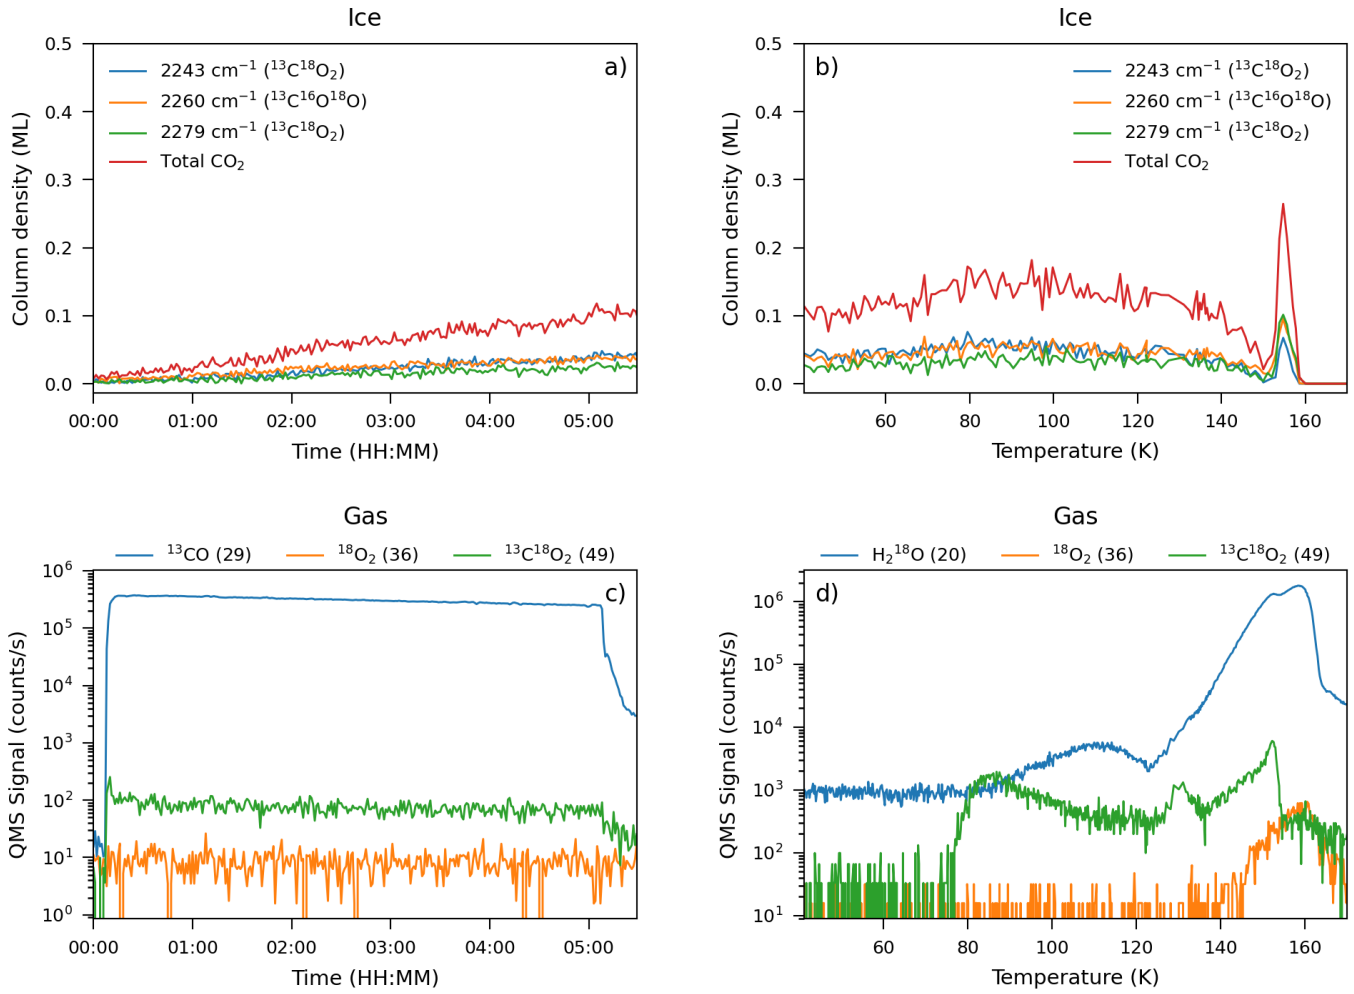 Ice
a)
2243 cm⁻¹ (¹³C¹⁸O₂)
2260 cm⁻¹ (¹³C¹⁶O¹⁸O)
2279 cm⁻¹ (¹³C¹⁸O₂)
Total CO₂
0.5
0.4
0.3
0.2
0.1
0.0
Column density (ML)
00:00 01:00 02:00 03:00 04:00 05:00
Time (HH:MM)
Ice
b)
2243 cm⁻¹ (¹³C¹⁸O₂)
2260 cm⁻¹ (¹³C¹⁶O¹⁸O)
2279 cm⁻¹ (¹³C¹⁸O₂)
Total CO₂
0.5
0.4
0.3
0.2
0.1
0.0
Column density (ML)
60 80 100 120 140 160
Temperature (K)
Gas
¹³CO (29) ¹⁸O₂ (36) ¹³C¹⁸O₂ (49)
c)
10⁶
10⁵
10⁴
10³
10²
10¹
10⁰
QMS Signal (counts/s)
00:00 01:00 02:00 03:00 04:00 05:00
Time (HH:MM)
Gas
H₂¹⁸O (20) ¹⁸O₂ (36) ¹³C¹⁸O₂ (49)
d)
10⁶
10⁵
10⁴
10³
10²
10¹
QMS Signal (counts/s)
60 80 100 120 140 160
Temperature (K)